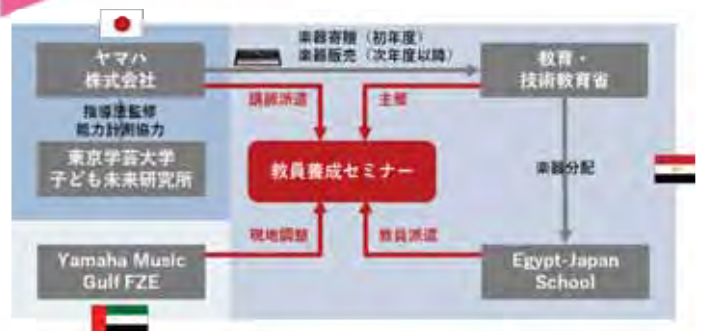 楽器寄贈（初年度）
楽器販売（次年度以降）
ヤマハ
株式会社
教育・
技術教育省
講師派遣
主催
指導法監修
能力計測協力
東京学芸大学
子ども未来研究所
教員養成セミナー
楽器分配
現地調整
教員派遣
Yamaha Music
Gulf FZE
Egypt-Japan
School